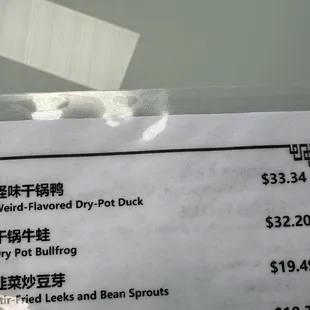 怪味干锅鸭 $33.34
Weird-Flavored Dry-Pot Duck
干锅牛蛙 $32.20
Dry Pot Bullfrog
韭菜炒豆芽 $19.49
Stir-Fried Leeks and Bean Sprouts